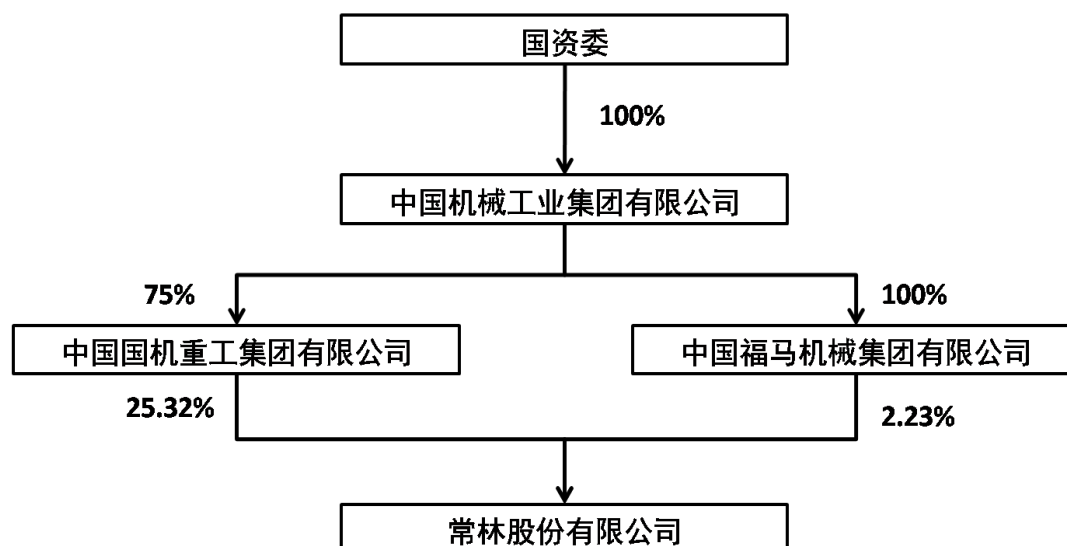 国资委
100%
中国机械工业集团有限公司
75%
100%
中国国机重工集团有限公司
中国福马机械集团有限公司
25.32%
2.23%
常林股份有限公司